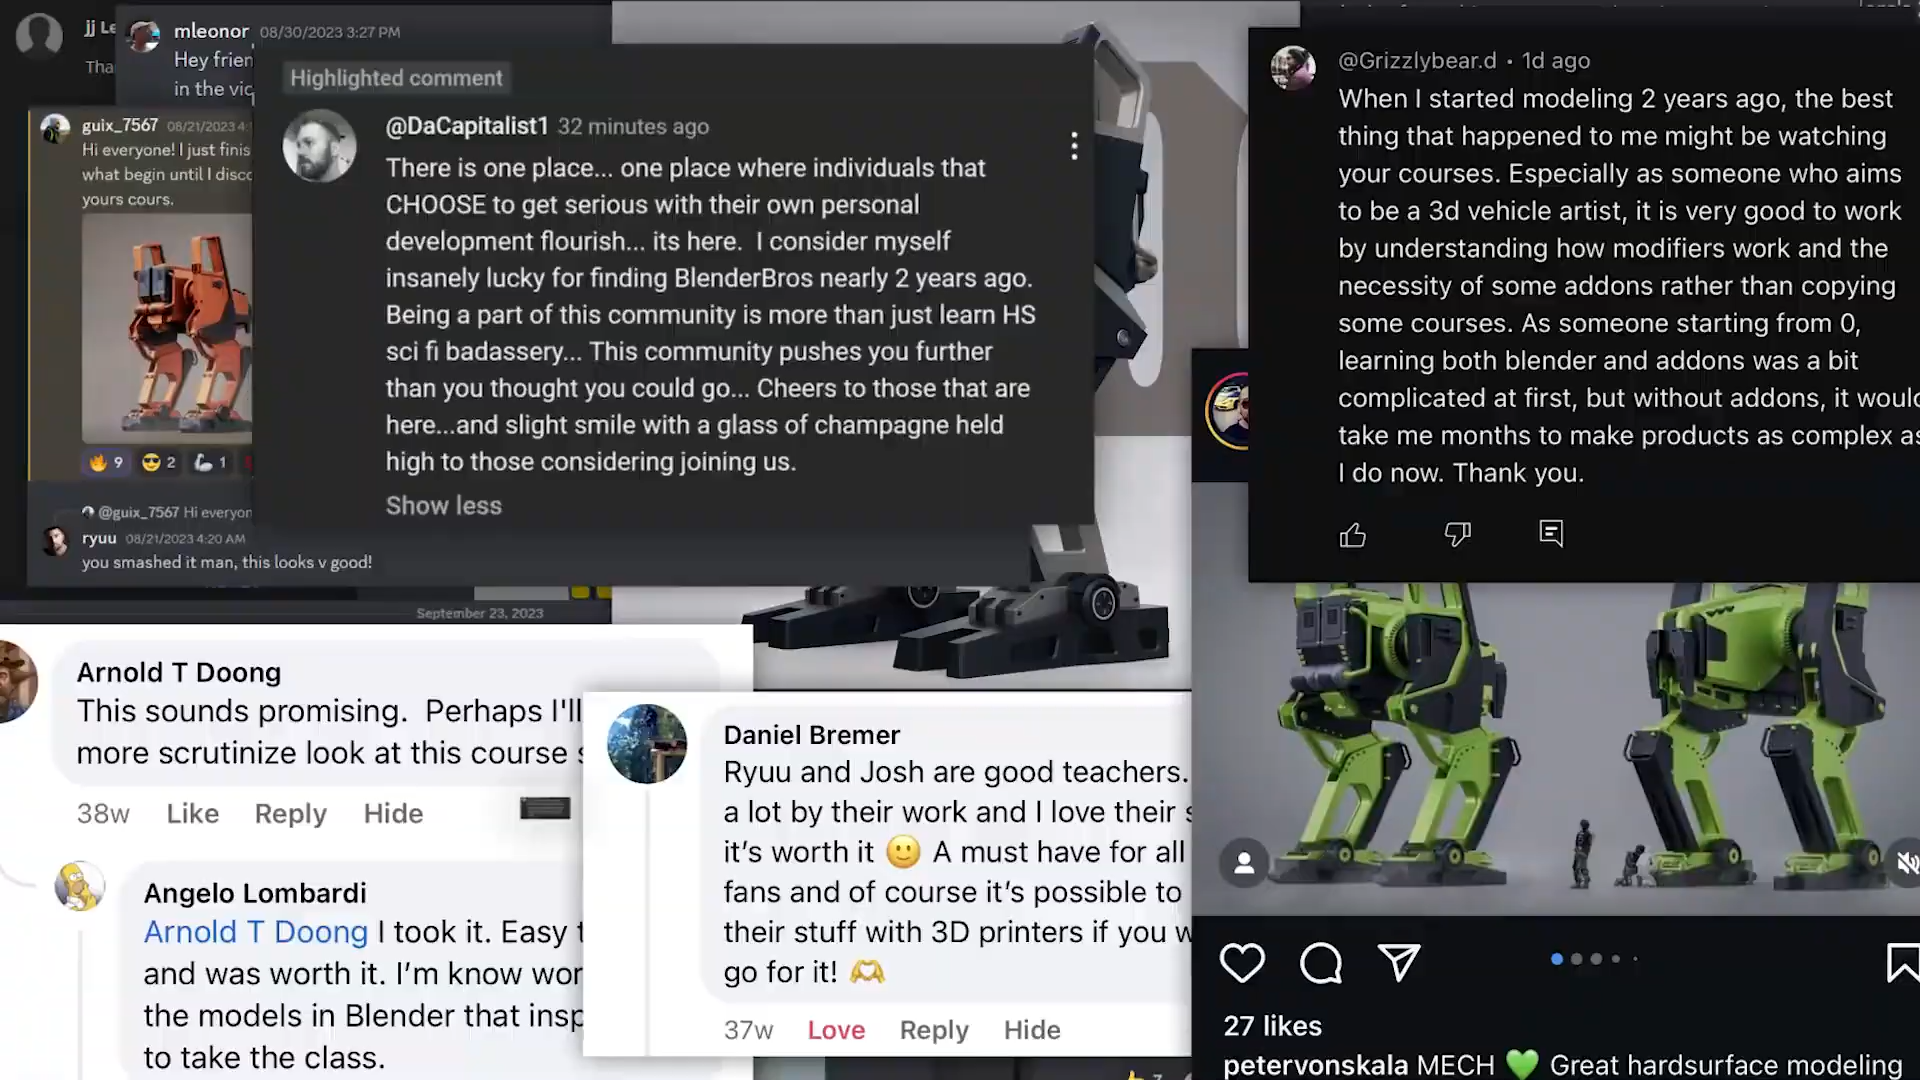 jj Le
Tha
mleonor 08/30/2023 3:27 PM
Hey frien
in the vic
guix_7567 08/21/2023 4:
Hi everyone! I just finis
what begin until I disco
yours cours.
9 2 1
@guix_7567 Hi everyon
ryuu 08/21/2023 4:20 AM
you smashed it man, this looks v good!
September 23, 2023
Highlighted comment
@DaCapitalist1 32 minutes ago
There is one place... one place where individuals that
CHOOSE to get serious with their own personal
development flourish... its here. I consider myself
insanely lucky for finding BlenderBros nearly 2 years ago.
Being a part of this community is more than just learn HS
sci fi badassery... This community pushes you further
than you thought you could go... Cheers to those that are
here...and slight smile with a glass of champagne held
high to those considering joining us.
Show less
@Grizzlybear.d • 1d ago
When I started modeling 2 years ago, the best
thing that happened to me might be watching
your courses. Especially as someone who aims
to be a 3d vehicle artist, it is very good to work
by understanding how modifiers work and the
necessity of some addons rather than copying
some courses. As someone starting from 0,
learning both blender and addons was a bit
complicated at first, but without addons, it would
take me months to make products as complex as
I do now. Thank you.
Arnold T Doong
This sounds promising. Perhaps I'll
more scrutinize look at this course s
38w Like Reply Hide
Angelo Lombardi
Arnold T Doong I took it. Easy t
and was worth it. I'm know wor
the models in Blender that insp
to take the class.
Daniel Bremer
Ryuu and Josh are good teachers.
a lot by their work and I love their s
it's worth it 🙂 A must have for all
fans and of course it's possible to
their stuff with 3D printers if you w
go for it! 🫶
37w Love Reply Hide
27 likes
petervonskala MECH 💚 Great hardsurface modeling